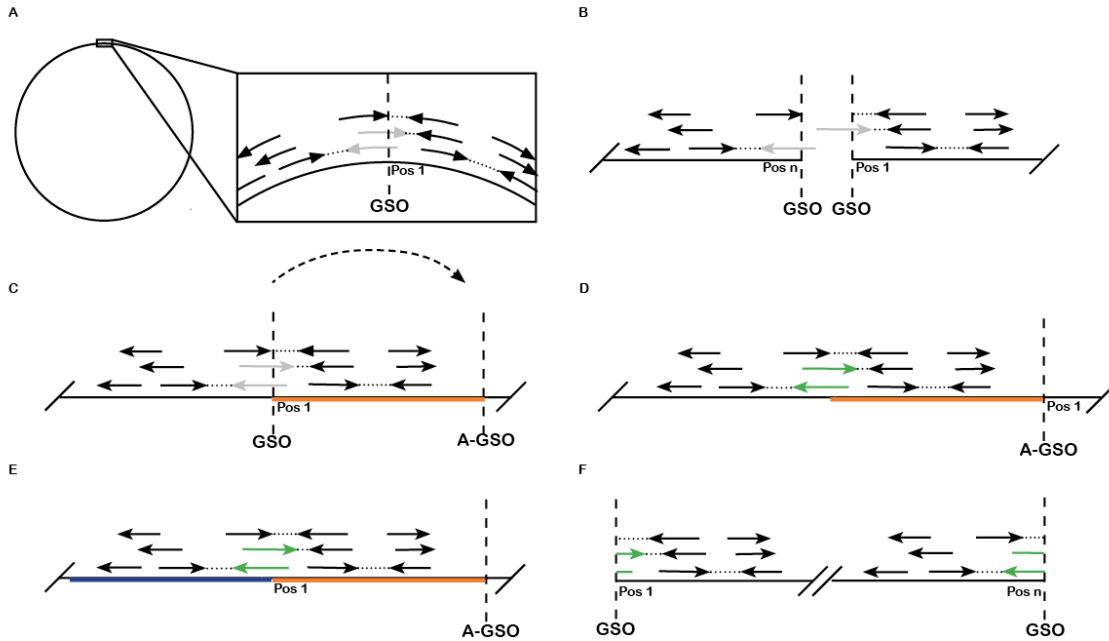 A
Pos 1
GSO
B
Pos n
Pos 1
GSO GSO
C
Pos 1
GSO
A-GSO
D
Pos 1
A-GSO
E
Pos 1
A-GSO
F
Pos 1
Pos n
GSO
GSO